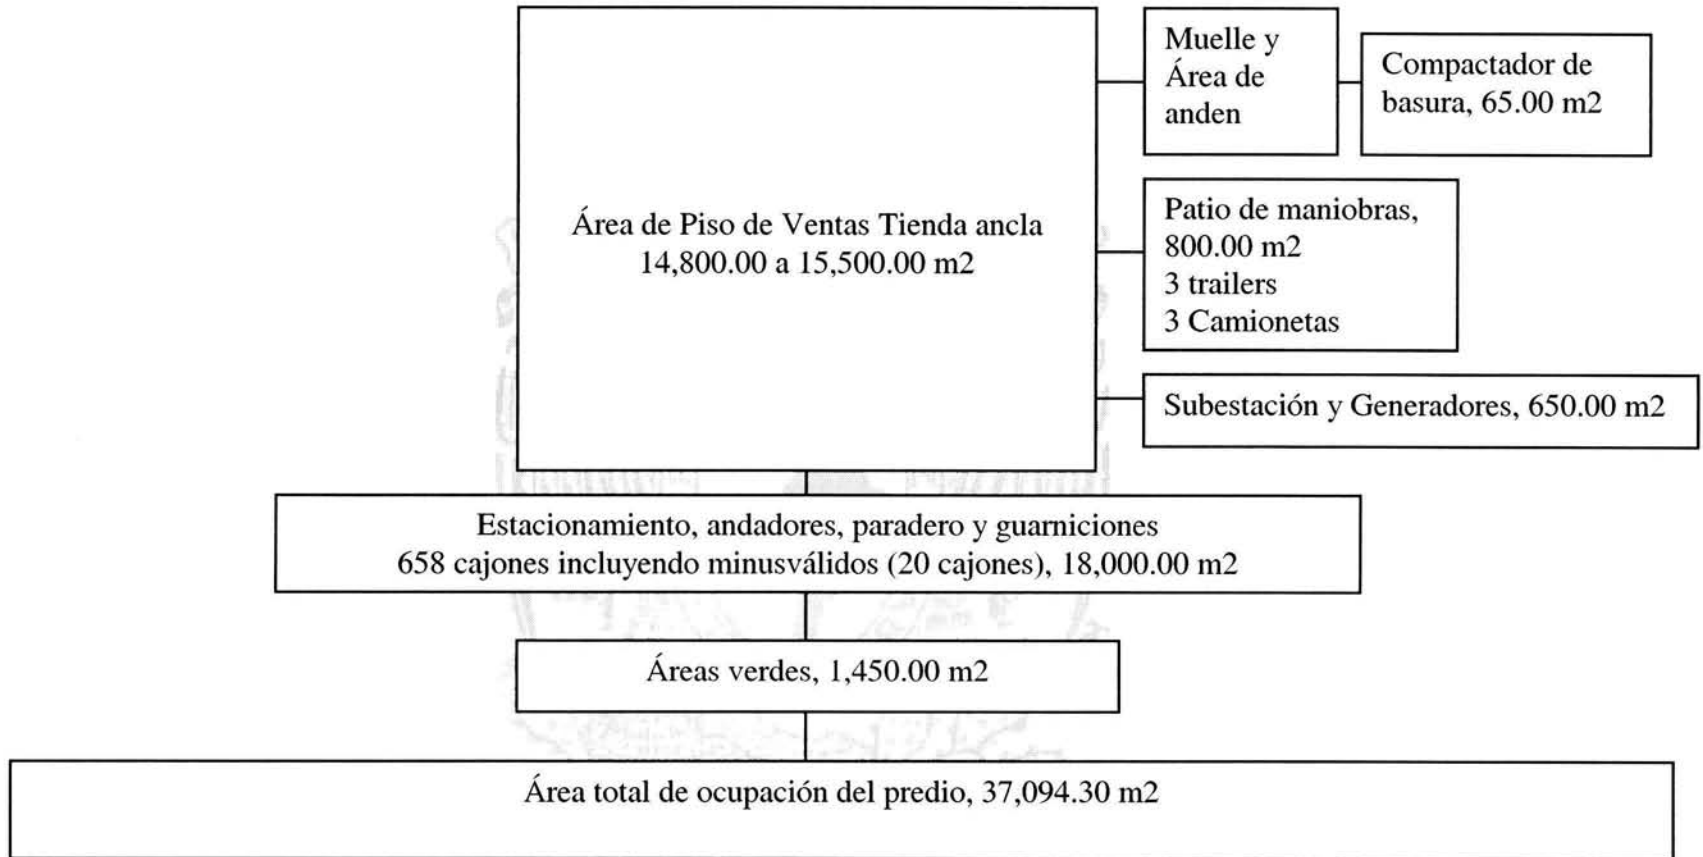 Muelle y
Área de
anden
Compactador de
basura, 65.00 m2
Área de Piso de Ventas Tienda ancla
14,800.00 a 15,500.00 m2
Patio de maniobras,
800.00 m2
3 trailers
3 Camionetas
Subestación y Generadores, 650.00 m2
Estacionamiento, andadores, paradero y guarniciones
658 cajones incluyendo minusválidos (20 cajones), 18,000.00 m2
Áreas verdes, 1,450.00 m2
Área total de ocupación del predio, 37,094.30 m2